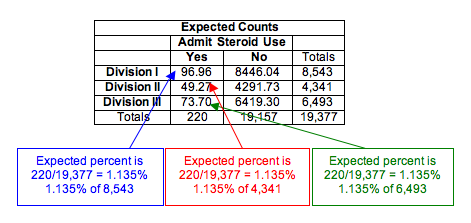 Expected Counts
Admit Steroid Use
Yes No Totals
Division I 96.96 8446.04 8,543
Division II 49.27 4291.73 4,341
Division III 73.70 6419.30 6,493
Totals 220 19,157 19,377
Expected percent is
220/19,377 = 1.135%
1.135% of 8,543
Expected percent is
220/19,377 = 1.135%
1.135% of 4,341
Expected percent is
220/19,377 = 1.135%
1.135% of 6,493